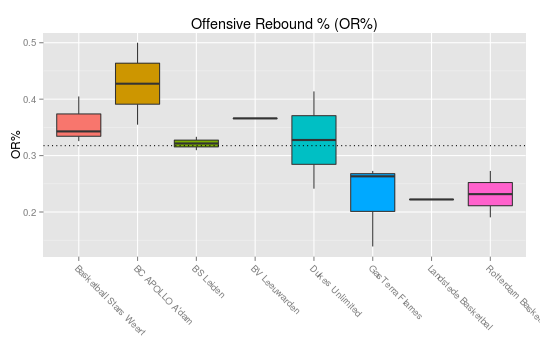 Offensive Rebound % (OR%)
OR%
0.5
0.4
0.3
0.2
Basketball Stars Weert
BC APOLLO A'dam
BS Leiden
BV Leeuwarden
Dukes Unlimited
GasTerra Flames
Landstede Basketbal
Rotterdam Baske